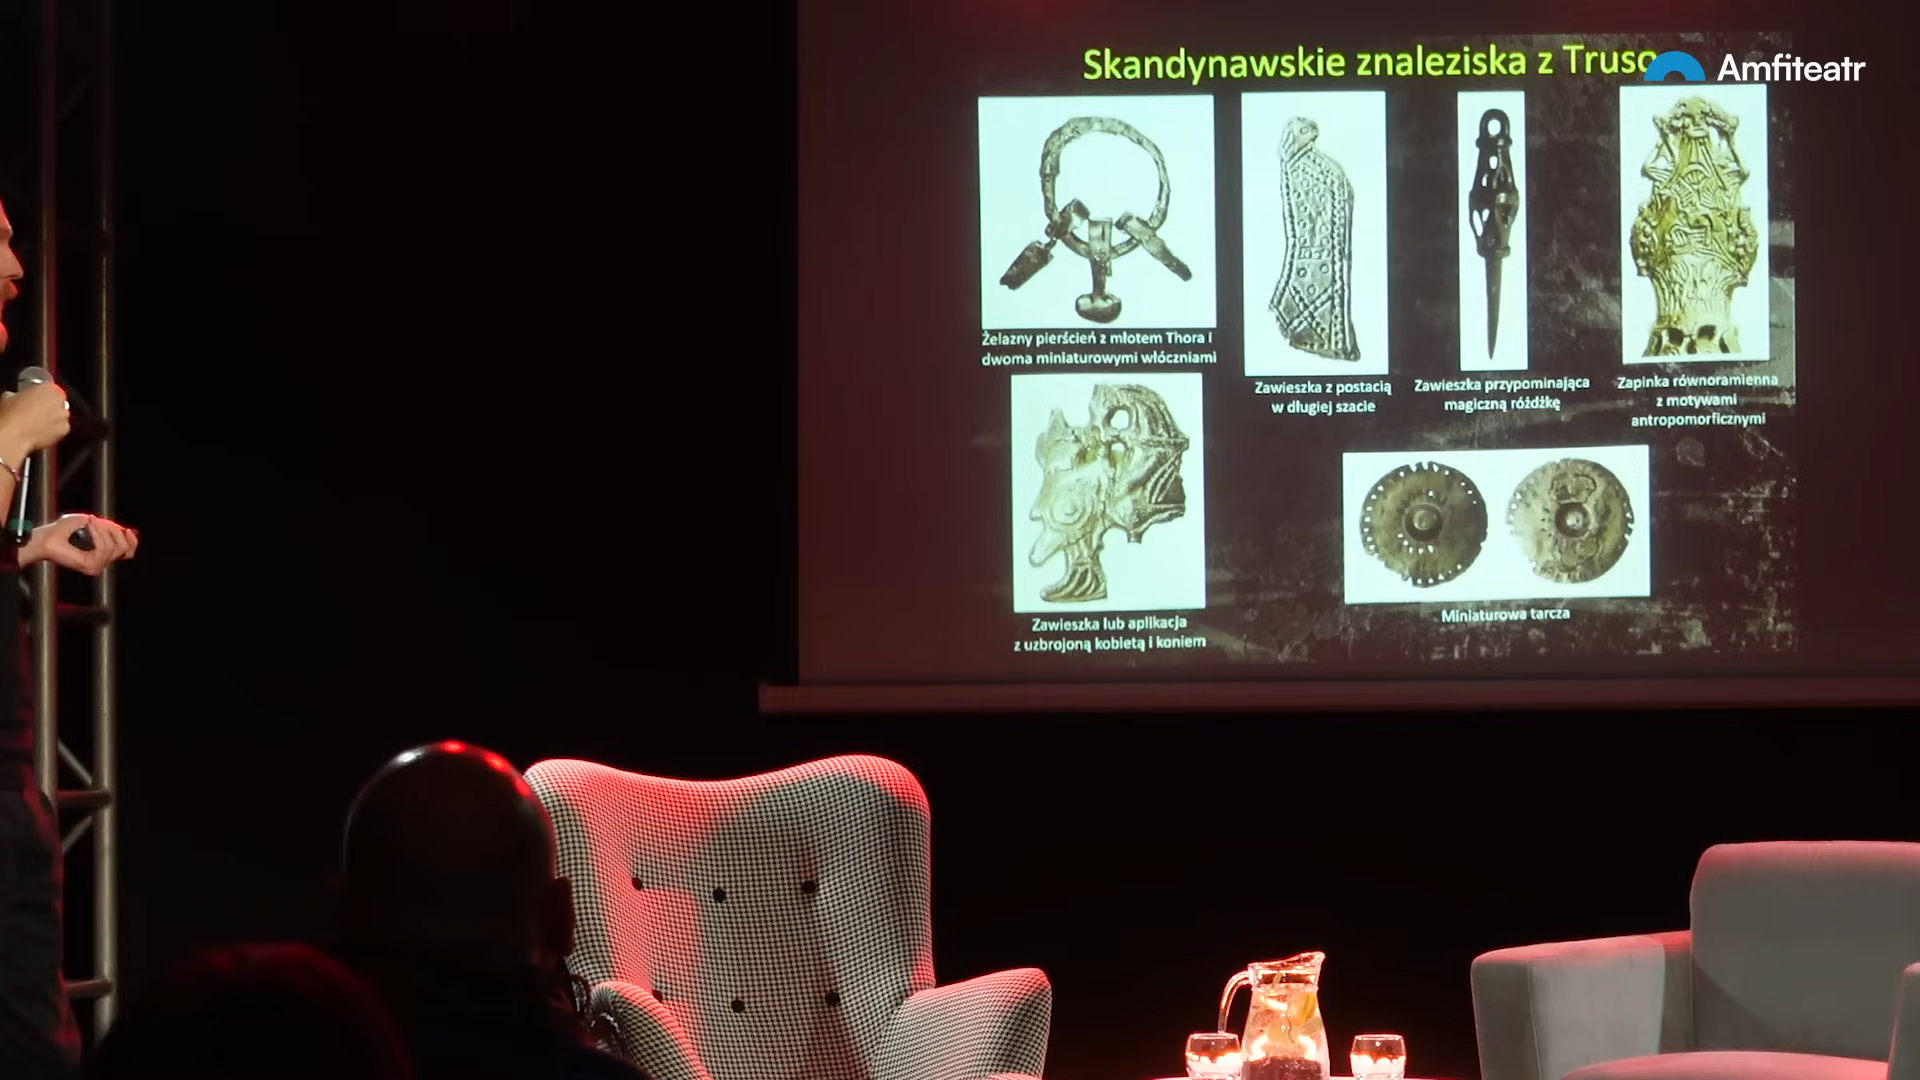 Skandynawskie znaleziska z Truso
Amfiteatr
Żelazny pierścień z młotem Thora i
dwoma miniaturowymi włóczniami
Zawieszka z postacią
w długiej szacie
Zawieszka przypominająca
magiczną różdżkę
Zapinka równoramienna
z motywami
antropomorficznymi
Zawieszka lub aplikacja
z uzbrojoną kobietą i koniem
Miniaturowa tarcza